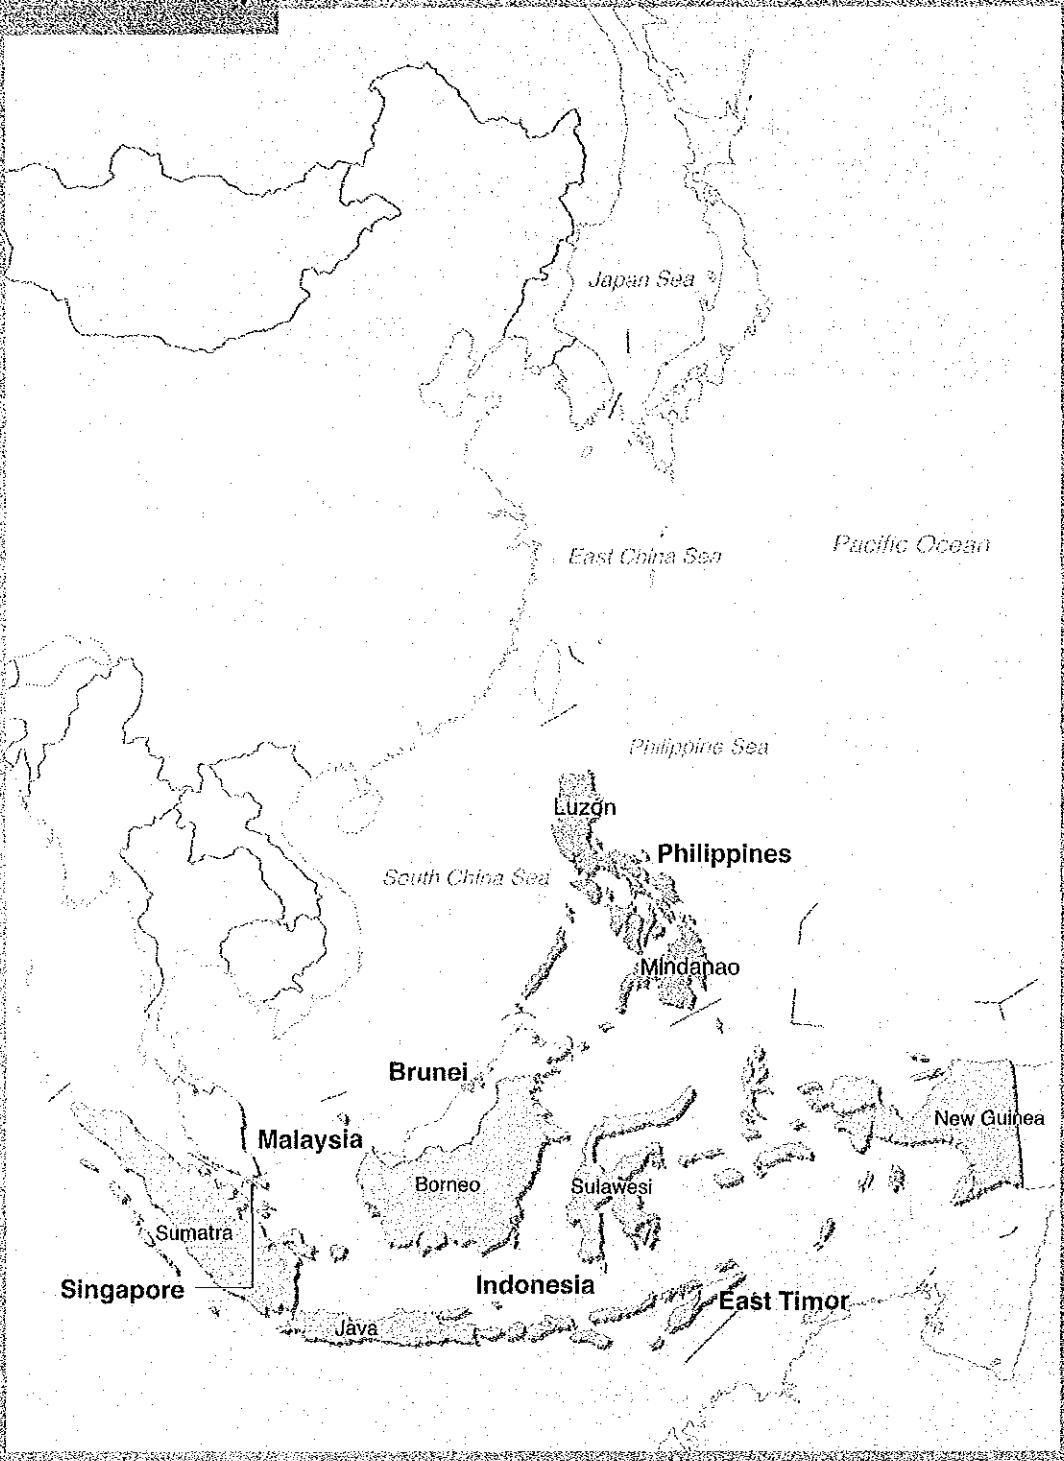 Japan Sea
East China Sea
Pacific Ocean
Philippine Sea
Luzon
Philippines
South China Sea
Mindanao
Brunei
New Guinea
Malaysia
Borneo
Sulawesi
Sumatra
Singapore
Indonesia
East Timor
Java